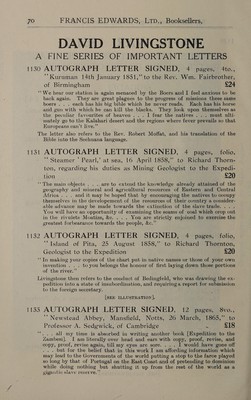 70 FRANCIS EDWARDS, LTD., Booksellers,
DAVID LIVINGSTONE
A FINE SERIES OF IMPORTANT LETTERS
1130 AUTOGRAPH LETTER SIGNED, 4 pages, 4to.,
"Kuruman 14th January 1851," to the Rev. Wm. Fairbrother,
of Birmingham £24
"We hear our station is again menaced by the Boers and I feel anxious to be
back again. They are great plagues to the progress of missions these same
boers . . . each has his big bible which he never reads. Each has his horse
and gun with which he can kill the blacks. They look upon themselves as
the peculiar favourites of heaven . . . I fear the natives . . . must ulti-
mately go to the Kalahari desert and the regions where fever prevails so that
Europeans can't live."
The letter also refers to the Rev. Robert Moffat, and his translation of the
Bible into the Sechuana language.
1131 AUTOGRAPH LETTER SIGNED, 4 pages, folio,
"Steamer 'Pearl,' at sea, 16 April 1858," to Richard Thorn-
ton, regarding his duties as Mining Geologist to the Expedi-
tion £20
"The main objects . . . are to extend the knowledge already attained of the
geography and mineral and agricultural resources of Eastern and Central
Africa . . . and it may be hoped that by encouraging the natives to occupy
themselves in the development of the resources of their country a consider-
able advance may be made towards the extinction of the slave trade. . . .
You will have an opportunity of examining the seams of coal which crop out
in the rivulets Moatize, &c. . . . You are strictly enjoined to exercise the
greatest forbearance towards the people, &c."
1132 AUTOGRAPH LETTER SIGNED, 4 pages, folio,
"Island of Pita, 25 August 1858," to Richard Thornton,
Geologist to the Expedition £20
"In making your copies of the chart put in native names or those of your own
invention . . . to you belongs the honour of first laying down those portions
of the river."
Livingstone then refers to the conduct of Bedingfeld, who was drawing the ex-
pedition into a state of insubordination, and requiring a report for submission
to the foreign secretary.
[SEE ILLUSTRATION].
1133 AUTOGRAPH LETTER SIGNED, 12 pages, 8vo.,
"Newstead Abbey, Mansfield, Notts, 26 March, 1865," to
Professor A. Sedgwick, of Cambridge £18
" . . . all my time is absorbed in writing another book [Expedition to the
Zambesi]. I am literally over head and ears with copy, proof, revise, and
copy, proof, revise again, till my eyes are sore. . . . I would have gone off
. . . but for the belief that in this work I am affording information which
may lead to the Governments of the world putting a stop to the farce played
so long by that of Portugal on the East Coast and of pretending to dominion
while doing nothing but shutting it up from the rest of the world as a
gigantic slave reserve."